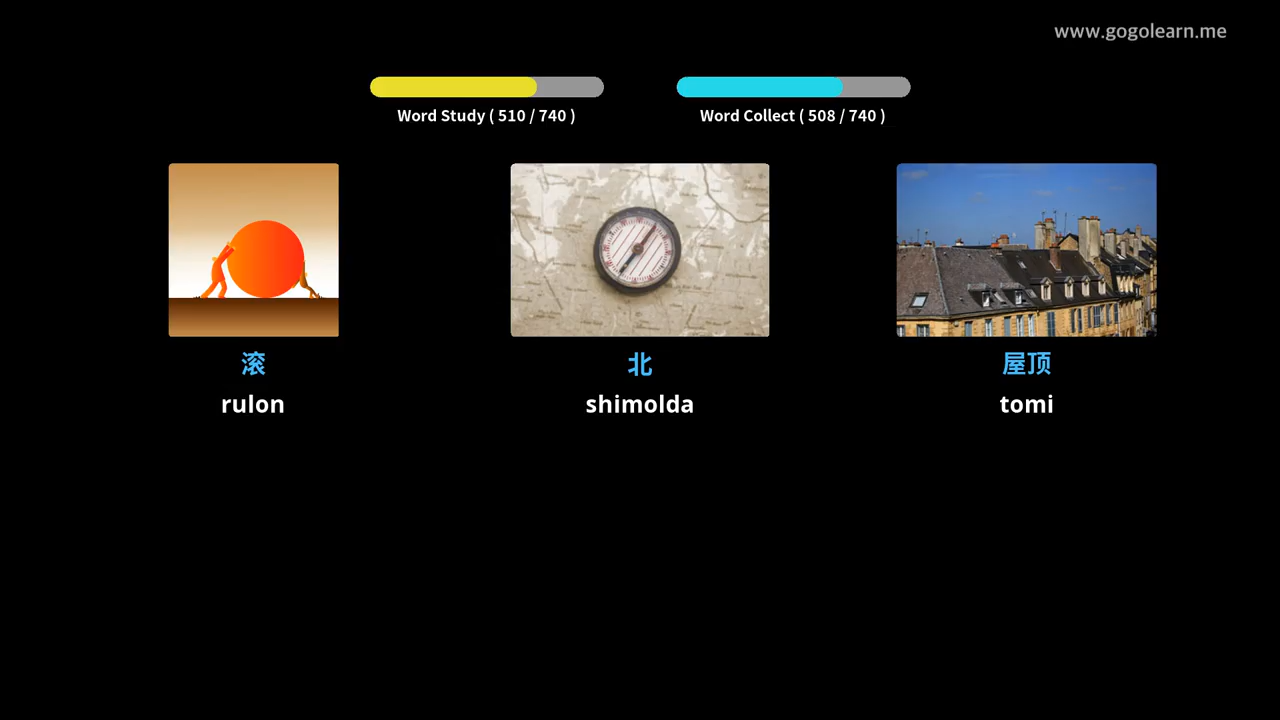 www.gogolearn.me
Word Study ( 510 / 740 )
Word Collect ( 508 / 740 )
滚
北
屋顶
rulon
shimolda
tomi